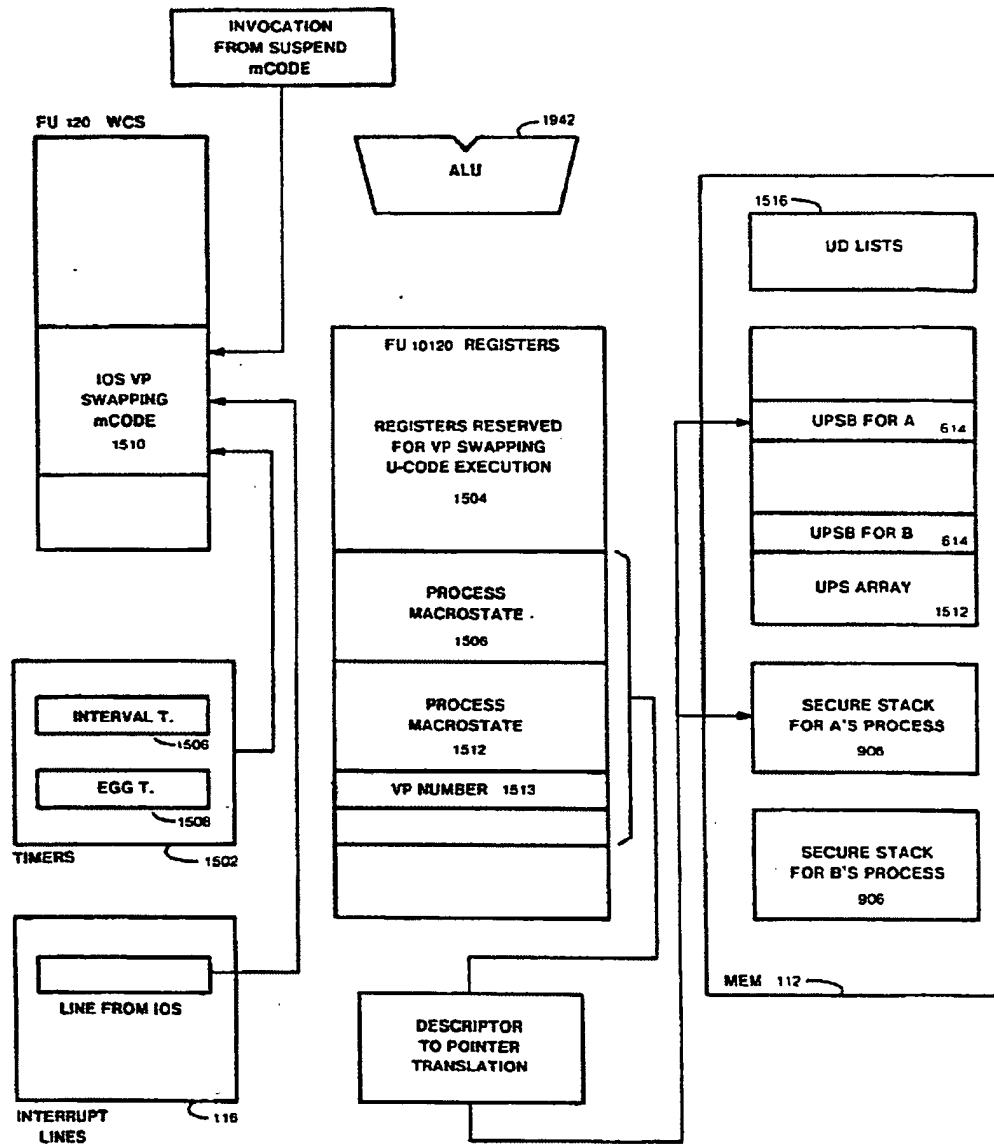 INVOCATION
FROM SUSPEND
mCODE
FU 120 WCS
1942
ALU
1516
UD LISTS
FU 10120 REGISTERS
IOS VP
SWAPPING
mCODE
1510
REGISTERS RESERVED
FOR VP SWAPPING
U-CODE EXECUTION
1504
UPSB FOR A 614
UPSB FOR B 614
UPS ARRAY
1512
PROCESS
MACROSTATE
1506
PROCESS
MACROSTATE
1512
VP NUMBER 1513
INTERVAL T.
1506
EGG T.
1508
TIMERS
1502
SECURE STACK
FOR A'S PROCESS
906
SECURE STACK
FOR B'S PROCESS
906
LINE FROM IOS
DESCRIPTOR
TO POINTER
TRANSLATION
MEM 112
INTERRUPT
LINES
116